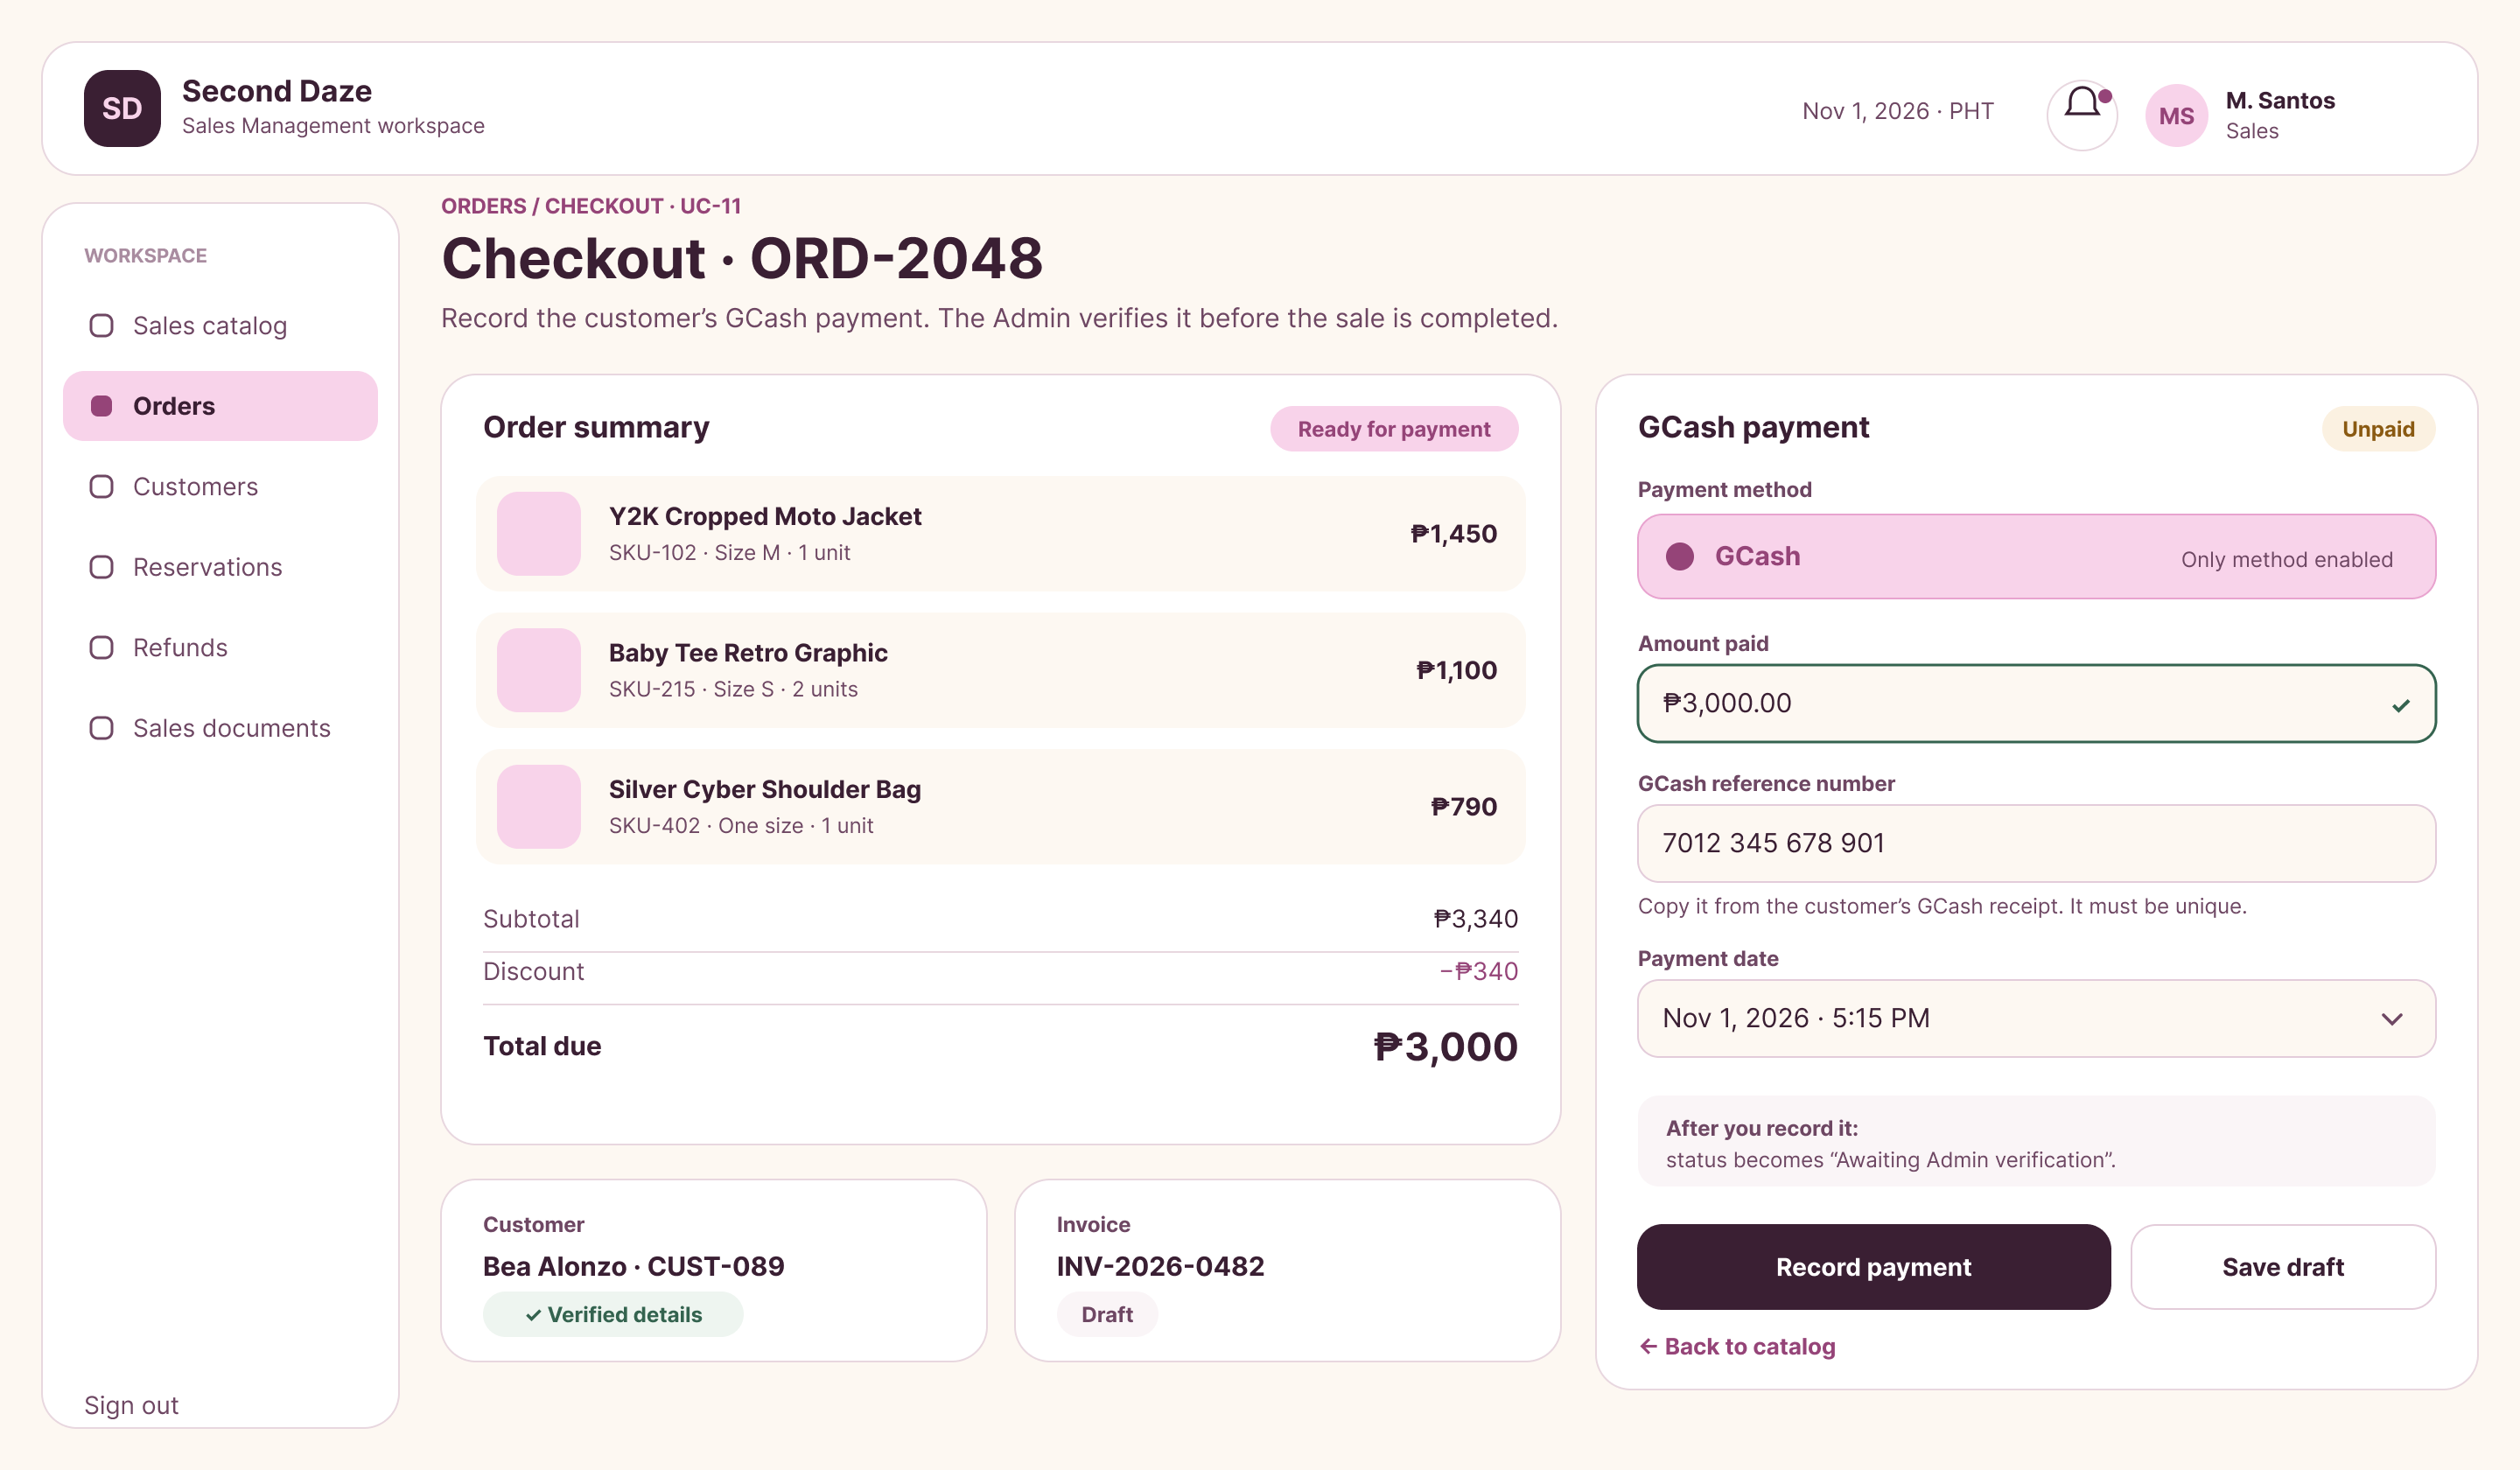 SD
Second Daze
Sales Management workspace
Nov 1, 2026 · PHT
MS
M. Santos
Sales
WORKSPACE
Sales catalog
Orders
Customers
Reservations
Refunds
Sales documents
Sign out
ORDERS / CHECKOUT · UC-11
Checkout · ORD-2048
Record the customer’s GCash payment. The Admin verifies it before the sale is completed.
Order summary
Ready for payment
Y2K Cropped Moto Jacket
SKU-102 · Size M · 1 unit
₱1,450
Baby Tee Retro Graphic
SKU-215 · Size S · 2 units
₱1,100
Silver Cyber Shoulder Bag
SKU-402 · One size · 1 unit
₱790
Subtotal ₱3,340
Discount −₱340
Total due ₱3,000
Customer
Bea Alonzo · CUST-089
✓ Verified details
Invoice
INV-2026-0482
Draft
GCash payment
Unpaid
Payment method
GCash Only method enabled
Amount paid
₱3,000.00 ✓
GCash reference number
7012 345 678 901
Copy it from the customer’s GCash receipt. It must be unique.
Payment date
Nov 1, 2026 · 5:15 PM
After you record it:
status becomes “Awaiting Admin verification”.
Record payment
Save draft
← Back to catalog